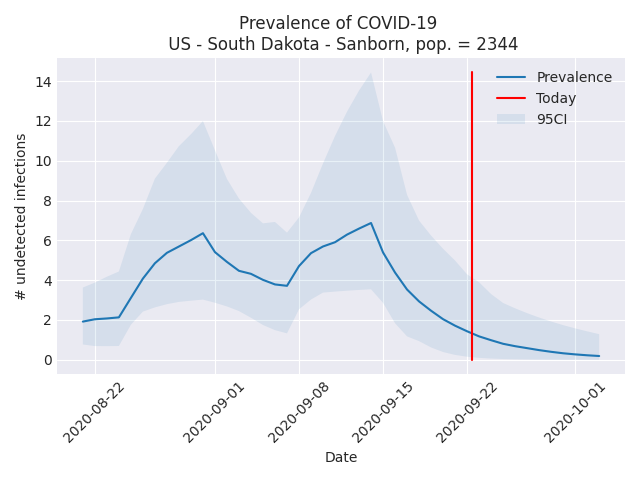 Prevalence of COVID-19
US - South Dakota - Sanborn, pop. = 2344
Prevalence
Today
95CI
# undetected infections
14
12
10
8
6
4
2
0
2020-08-22
2020-09-01
2020-09-08
2020-09-15
2020-09-22
2020-10-01
Date